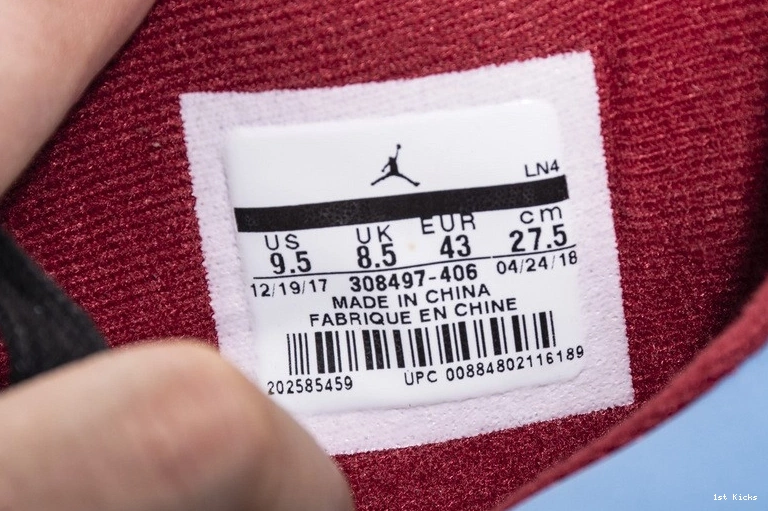 LN4
US UK EUR cm
9.5 8.5 43 27.5
12/19/17 308497-406 04/24/18
MADE IN CHINA
FABRIQUE EN CHINE
202585459 UPC 00884802116189
1st Kicks